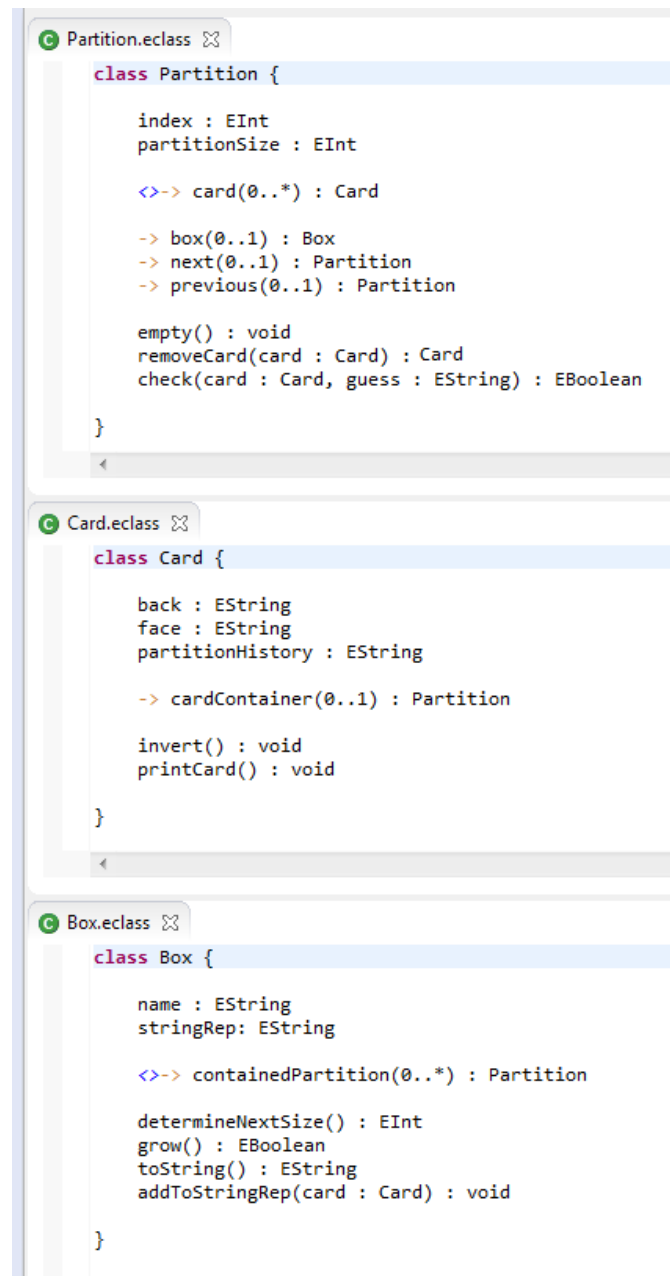 Partition.eclass
class Partition {
index : EInt
partitionSize : EInt
<>-> card(0..*) : Card
-> box(0..1) : Box
-> next(0..1) : Partition
-> previous(0..1) : Partition
empty() : void
removeCard(card : Card) : Card
check(card : Card, guess : EString) : EBoolean
}
Card.eclass
class Card {
back : EString
face : EString
partitionHistory : EString
-> cardContainer(0..1) : Partition
invert() : void
printCard() : void
}
Box.eclass
class Box {
name : EString
stringRep: EString
<>-> containedPartition(0..*) : Partition
determineNextSize() : EInt
grow() : EBoolean
toString() : EString
addToStringRep(card : Card) : void
}